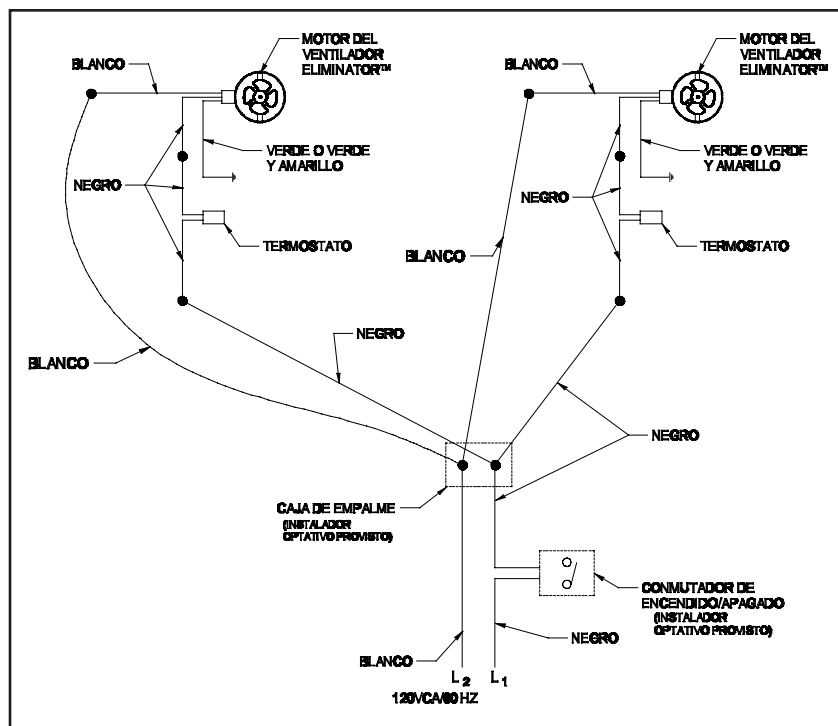 MOTOR DEL
VENTILADOR
ELIMINATOR™
BLANCO
VERDE O VERDE
Y AMARILLO
NEGRO
TERMOSTATO
BLANCO
NEGRO
MOTOR DEL
VENTILADOR
ELIMINATOR™
BLANCO
VERDE O VERDE
Y AMARILLO
NEGRO
TERMOSTATO
BLANCO
NEGRO
CAJA DE EMPALME
(INSTALADOR
OPTATIVO PROVISTO)
CONMUTADOR DE
ENCENDIDO/APAGADO
(INSTALADOR
OPTATIVO PROVISTO)
NEGRO
BLANCO
L2 L1
120VCA/60 HZ